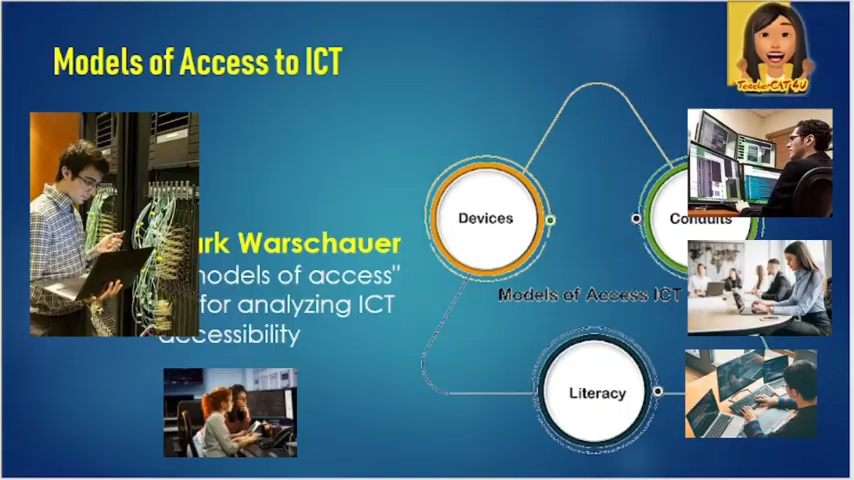 Models of Access to ICT
Teacher CAT 4U
ark Warschauer
models of access"
for analyzing ICT
accessibility
Devices
Conduits
Models of Access ICT
Literacy